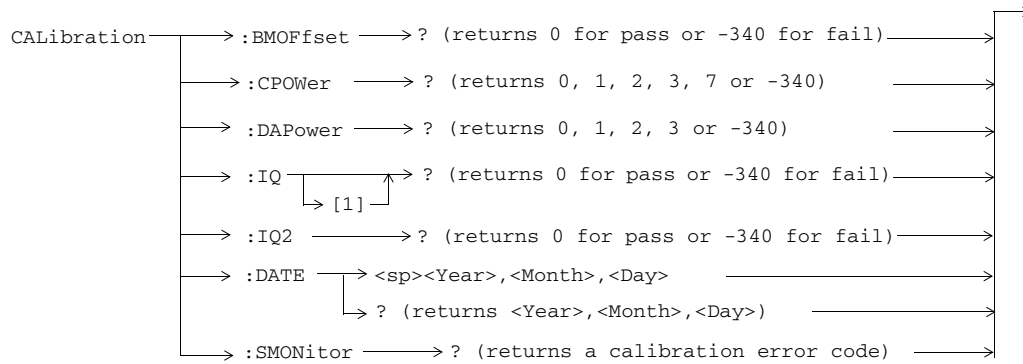 CALibration :BMOFfset ? (returns 0 for pass or -340 for fail)
:CPOWer ? (returns 0, 1, 2, 3, 7 or -340)
:DAPower ? (returns 0, 1, 2, 3 or -340)
:IQ ? (returns 0 for pass or -340 for fail)
[1]
:IQ2 ? (returns 0 for pass or -340 for fail)
:DATE <sp><Year>,<Month>,<Day>
? (returns <Year>,<Month>,<Day>)
:SMONitor ? (returns a calibration error code)